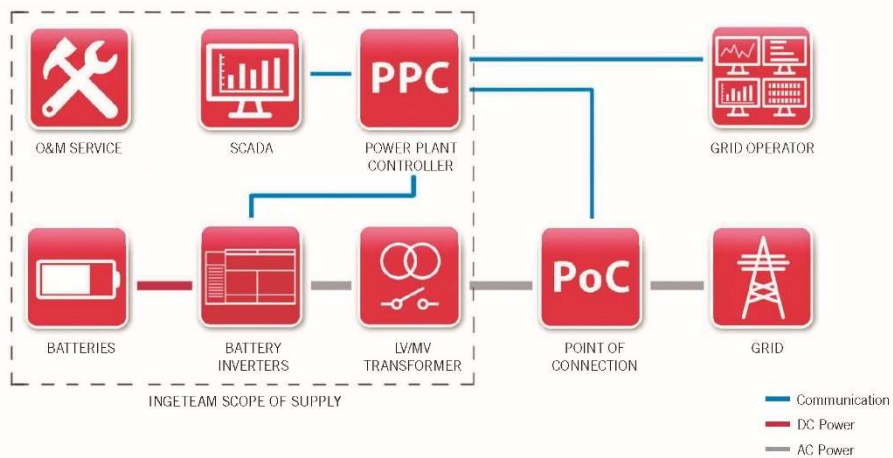 PPC
O&M SERVICE
SCADA
POWER PLANT
CONTROLLER
GRID OPERATOR
PoC
BATTERIES
BATTERY
INVERTERS
LV/MV
TRANSFORMER
POINT OF
CONNECTION
GRID
INGETEAM SCOPE OF SUPPLY
Communication
DC Power
AC Power